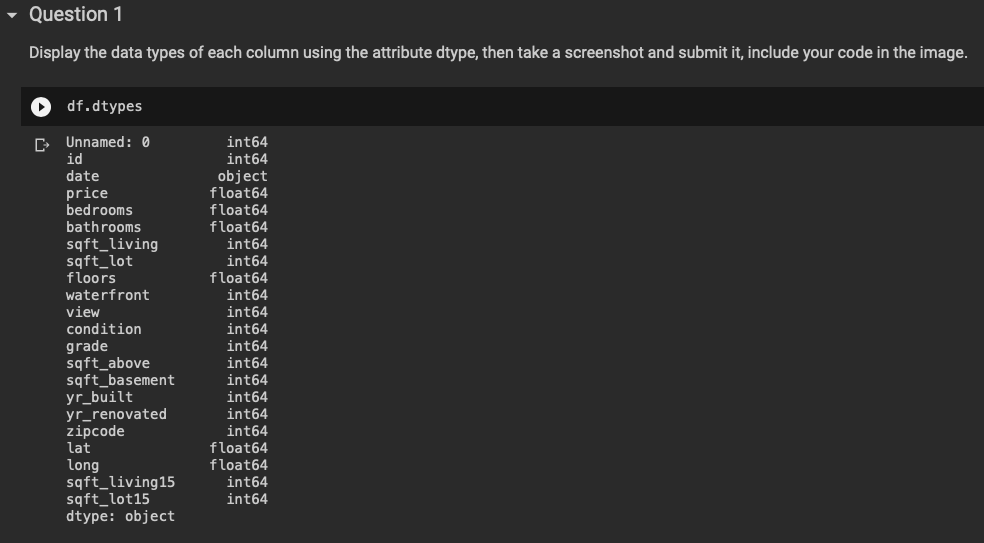 Question 1
Display the data types of each column using the attribute dtype, then take a screenshot and submit it, include your code in the image.
df.dtypes
Unnamed: 0 int64
id int64
date object
price float64
bedrooms float64
bathrooms float64
sqft_living int64
sqft_lot int64
floors float64
waterfront int64
view int64
condition int64
grade int64
sqft_above int64
sqft_basement int64
yr_built int64
yr_renovated int64
zipcode int64
lat float64
long float64
sqft_living15 int64
sqft_lot15 int64
dtype: object